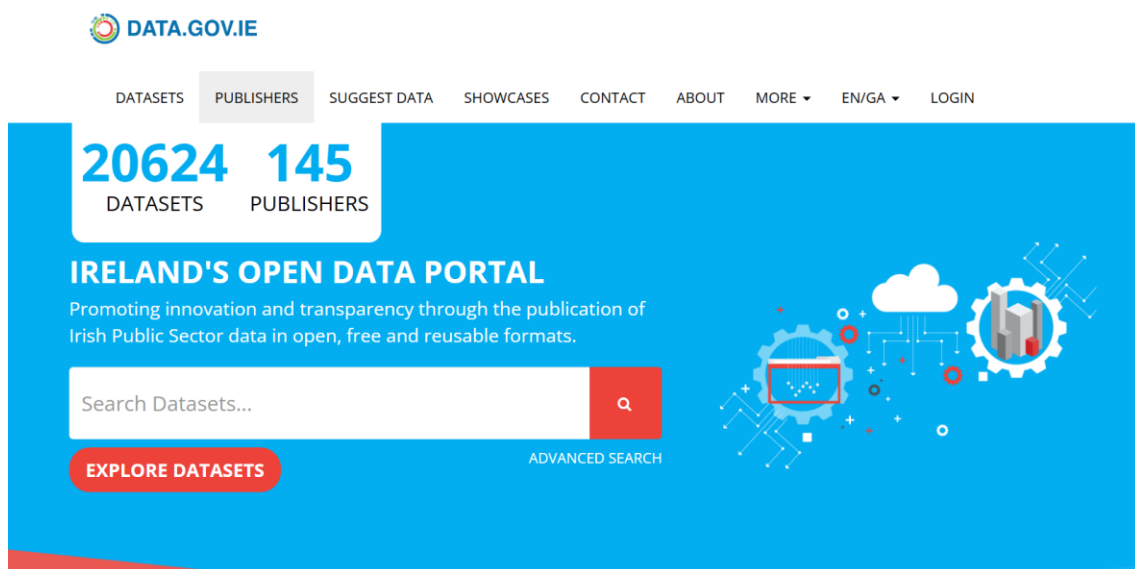 DATA.GOV.IE
DATASETS PUBLISHERS SUGGEST DATA SHOWCASES CONTACT ABOUT MORE EN/GA LOGIN
20624 145
DATASETS PUBLISHERS
IRELAND'S OPEN DATA PORTAL
Promoting innovation and transparency through the publication of
Irish Public Sector data in open, free and reusable formats.
Search Datasets...
ADVANCED SEARCH
EXPLORE DATASETS